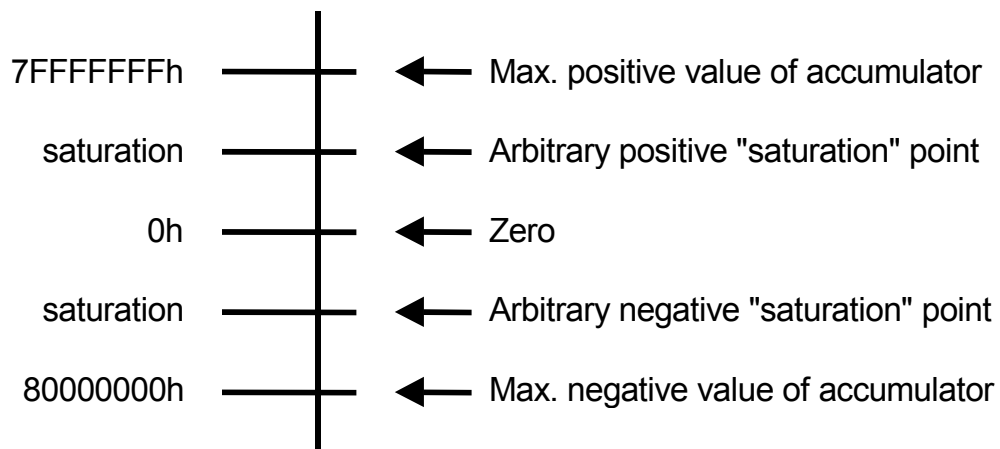 7FFFFFFFh Max. positive value of accumulator
saturation Arbitrary positive "saturation" point
0h Zero
saturation Arbitrary negative "saturation" point
80000000h Max. negative value of accumulator